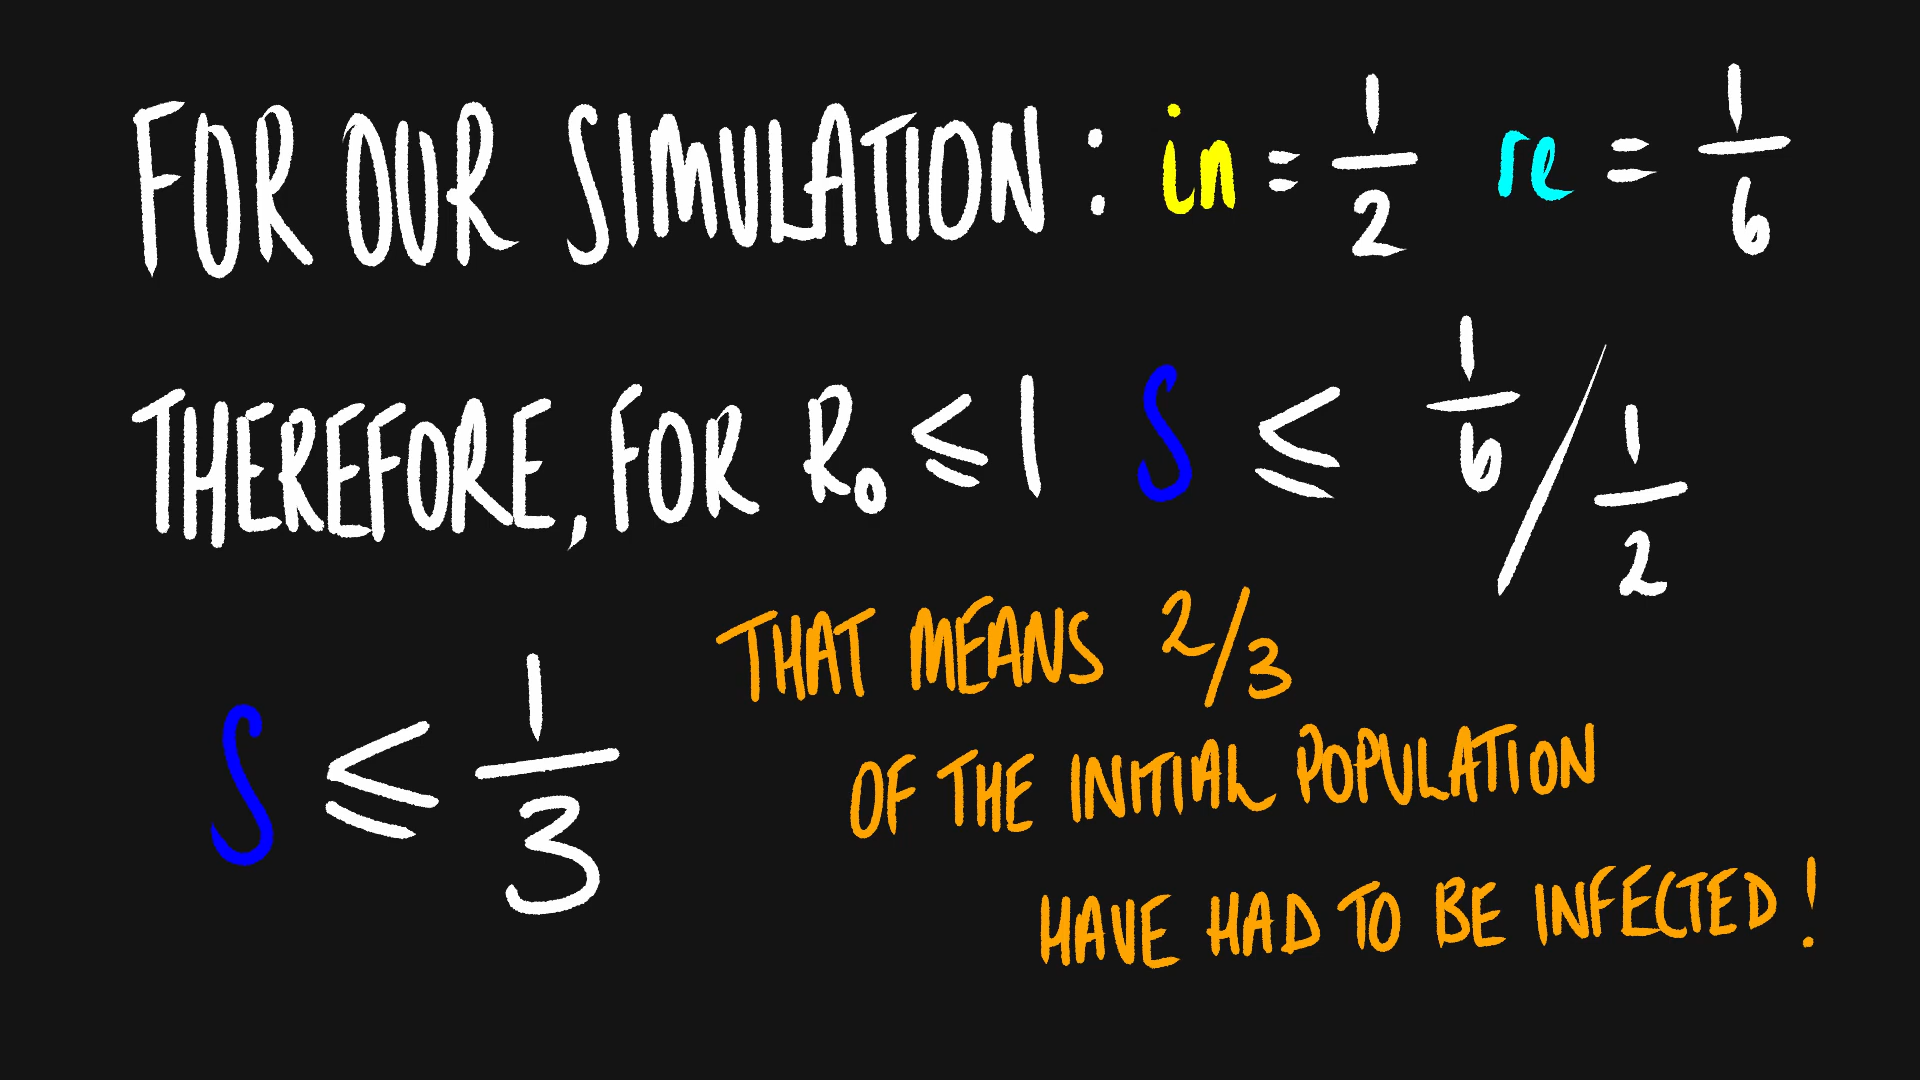 FOR OUR SIMULATION: in = 1/2 re = 1/6
THEREFORE, FOR R₀ ≤ 1 S ≤ 1/6 / 1/2
S ≤ 1/3
THAT MEANS 2/3
OF THE INITIAL POPULATION
HAVE HAD TO BE INFECTED!